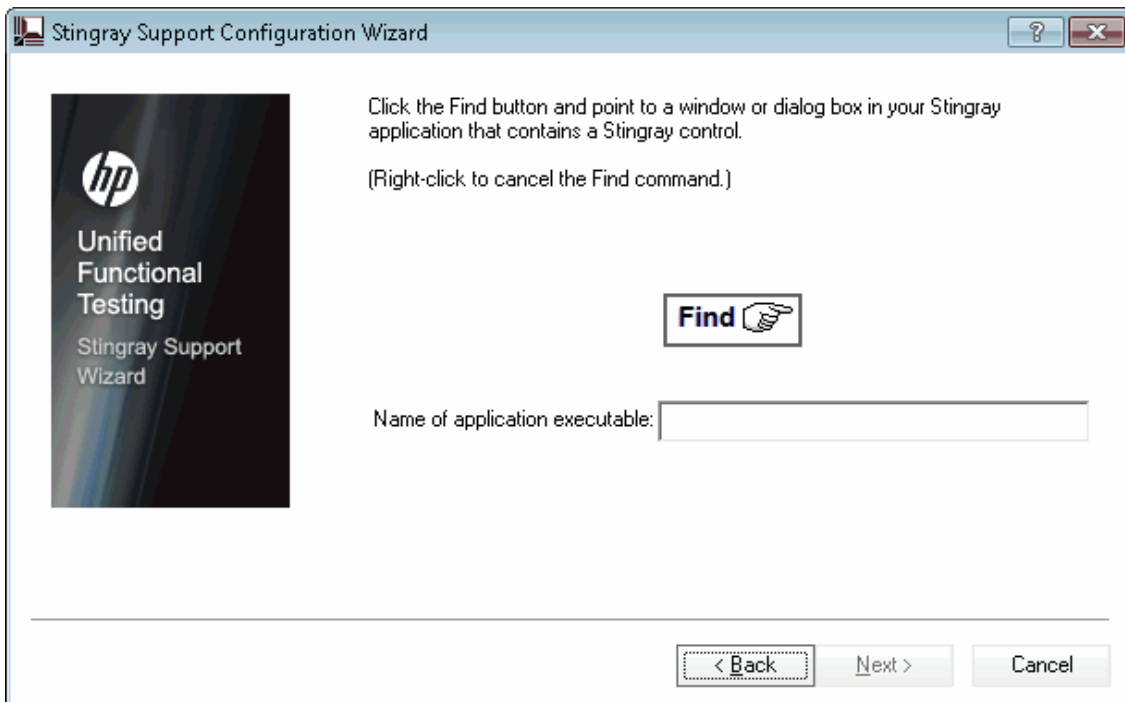 Stingray Support Configuration Wizard
?
hp
Unified
Functional
Testing
Stingray Support
Wizard
Click the Find button and point to a window or dialog box in your Stingray
application that contains a Stingray control.
(Right-click to cancel the Find command.)
Find
Name of application executable:
< Back
Next >
Cancel